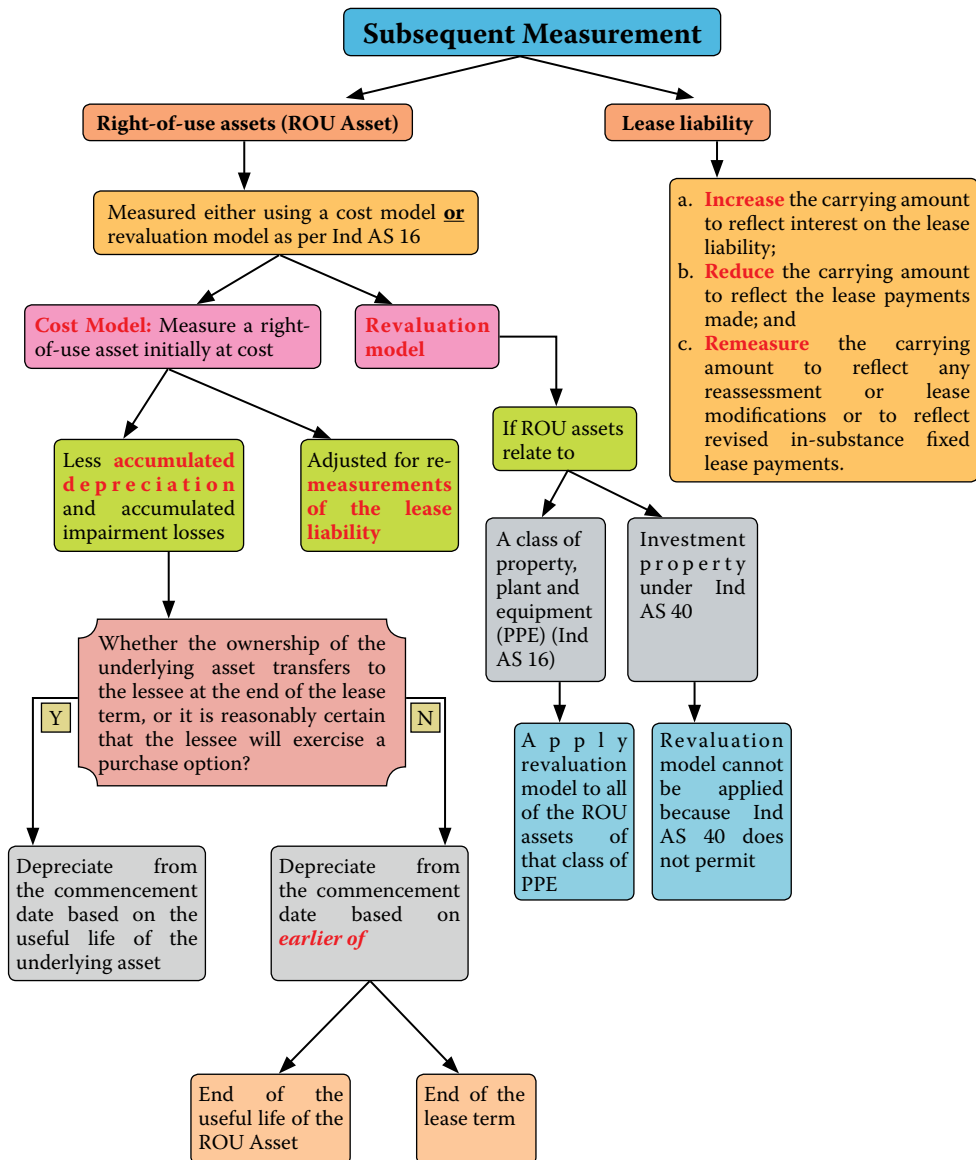 Subsequent Measurement
Right-of-use assets (ROU Asset)
Lease liability
Measured either using a cost model or
revaluation model as per Ind AS 16
a. Increase the carrying amount
to reflect interest on the lease
liability;
b. Reduce the carrying amount
to reflect the lease payments
made; and
c. Remeasure the carrying
amount to reflect any
reassessment or lease
modifications or to reflect
revised in-substance fixed
lease payments.
Cost Model: Measure a right-
of-use asset initially at cost
Revaluation
model
Less accumulated
depreciation
and accumulated
impairment losses
Adjusted for re-
measurements
of the lease
liability
If ROU assets
relate to
A class of
property,
plant and
equipment
(PPE) (Ind
AS 16)
Investment
property
under Ind
AS 40
Whether the ownership of the
underlying asset transfers to
the lessee at the end of the lease
term, or it is reasonably certain
that the lessee will exercise a
purchase option?
Y
N
Apply
revaluation
model to all
of the ROU
assets of
that class of
PPE
Revaluation
model cannot
be applied
because Ind
AS 40 does
not permit
Depreciate from
the commencement
date based on the
useful life of the
underlying asset
Depreciate from
the commencement
date based on
earlier of
End of the
useful life of the
ROU Asset
End of the
lease term